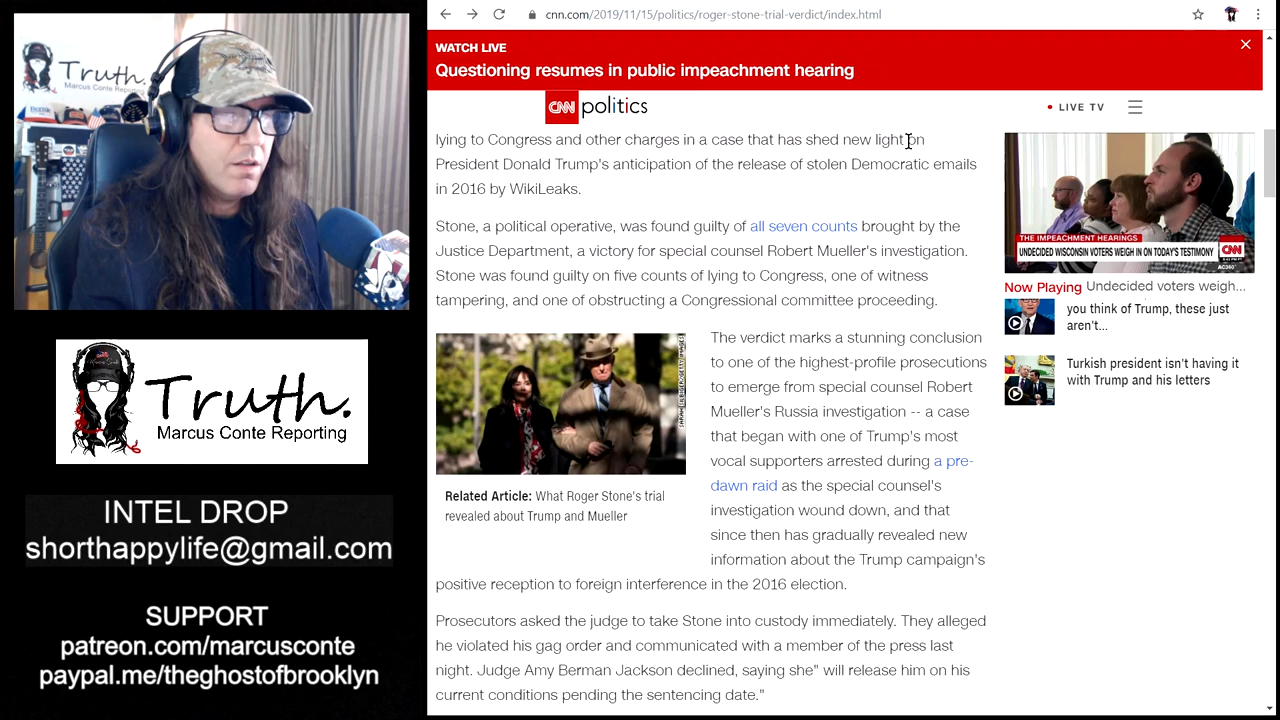 Truth.
Marcus Conte Reporting
Truth.
Marcus Conte Reporting
INTEL DROP
shorthappylife@gmail.com
SUPPORT
patreon.com/marcusconte
paypal.me/theghostofbrooklyn
cnn.com/2019/11/15/politics/roger-stone-trial-verdict/index.html
WATCH LIVE
Questioning resumes in public impeachment hearing
CNN politics
LIVE TV
lying to Congress and other charges in a case that has shed new light on
President Donald Trump's anticipation of the release of stolen Democratic emails
in 2016 by WikiLeaks.
Stone, a political operative, was found guilty of all seven counts brought by the
Justice Department, a victory for special counsel Robert Mueller's investigation.
Stone was found guilty on five counts of lying to Congress, one of witness
tampering, and one of obstructing a Congressional committee proceeding.
Related Article: What Roger Stone's trial
revealed about Trump and Mueller
The verdict marks a stunning conclusion
to one of the highest-profile prosecutions
to emerge from special counsel Robert
Mueller's Russia investigation -- a case
that began with one of Trump's most
vocal supporters arrested during a pre-
dawn raid as the special counsel's
investigation wound down, and that
since then has gradually revealed new
information about the Trump campaign's
positive reception to foreign interference in the 2016 election.
Prosecutors asked the judge to take Stone into custody immediately. They alleged
he violated his gag order and communicated with a member of the press last
night. Judge Amy Berman Jackson declined, saying she" will release him on his
current conditions pending the sentencing date."
THE IMPEACHMENT HEARINGS
UNDECIDED WISCONSIN VOTERS WEIGH IN ON TODAY'S TESTIMONY
CNN
AC360°
Now Playing Undecided voters weigh...
you think of Trump, these just
aren't...
Turkish president isn't having it
with Trump and his letters